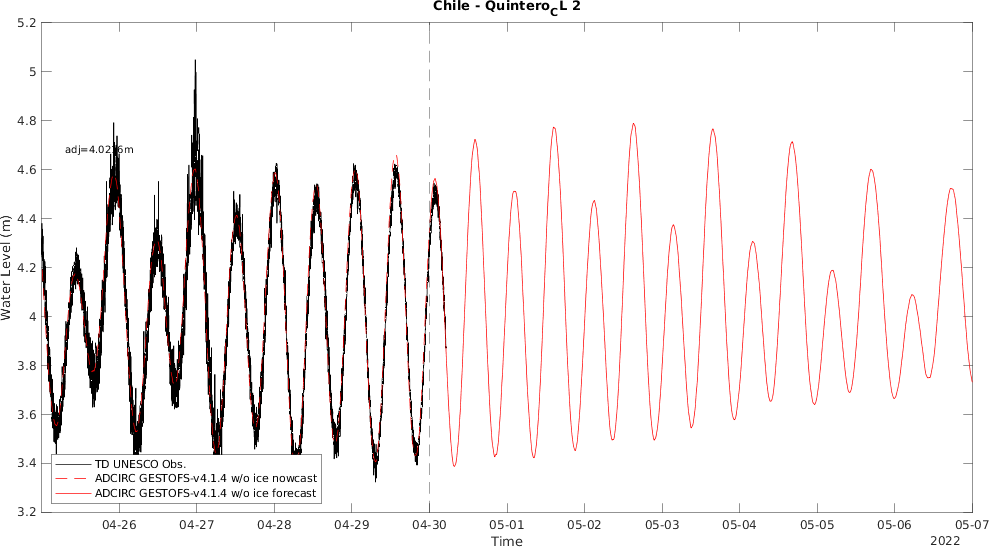 Chile - Quintero_CL 2
5.2
5
4.8
4.6
4.4
4.2
4
3.8
3.6
3.4
3.2
Water Level (m)
adj=4.0216m
TD UNESCO Obs.
ADCIRC GESTOFS-v4.1.4 w/o ice nowcast
ADCIRC GESTOFS-v4.1.4 w/o ice forecast
04-26 04-27 04-28 04-29 04-30 05-01 05-02 05-03 05-04 05-05 05-06 05-07
Time
2022